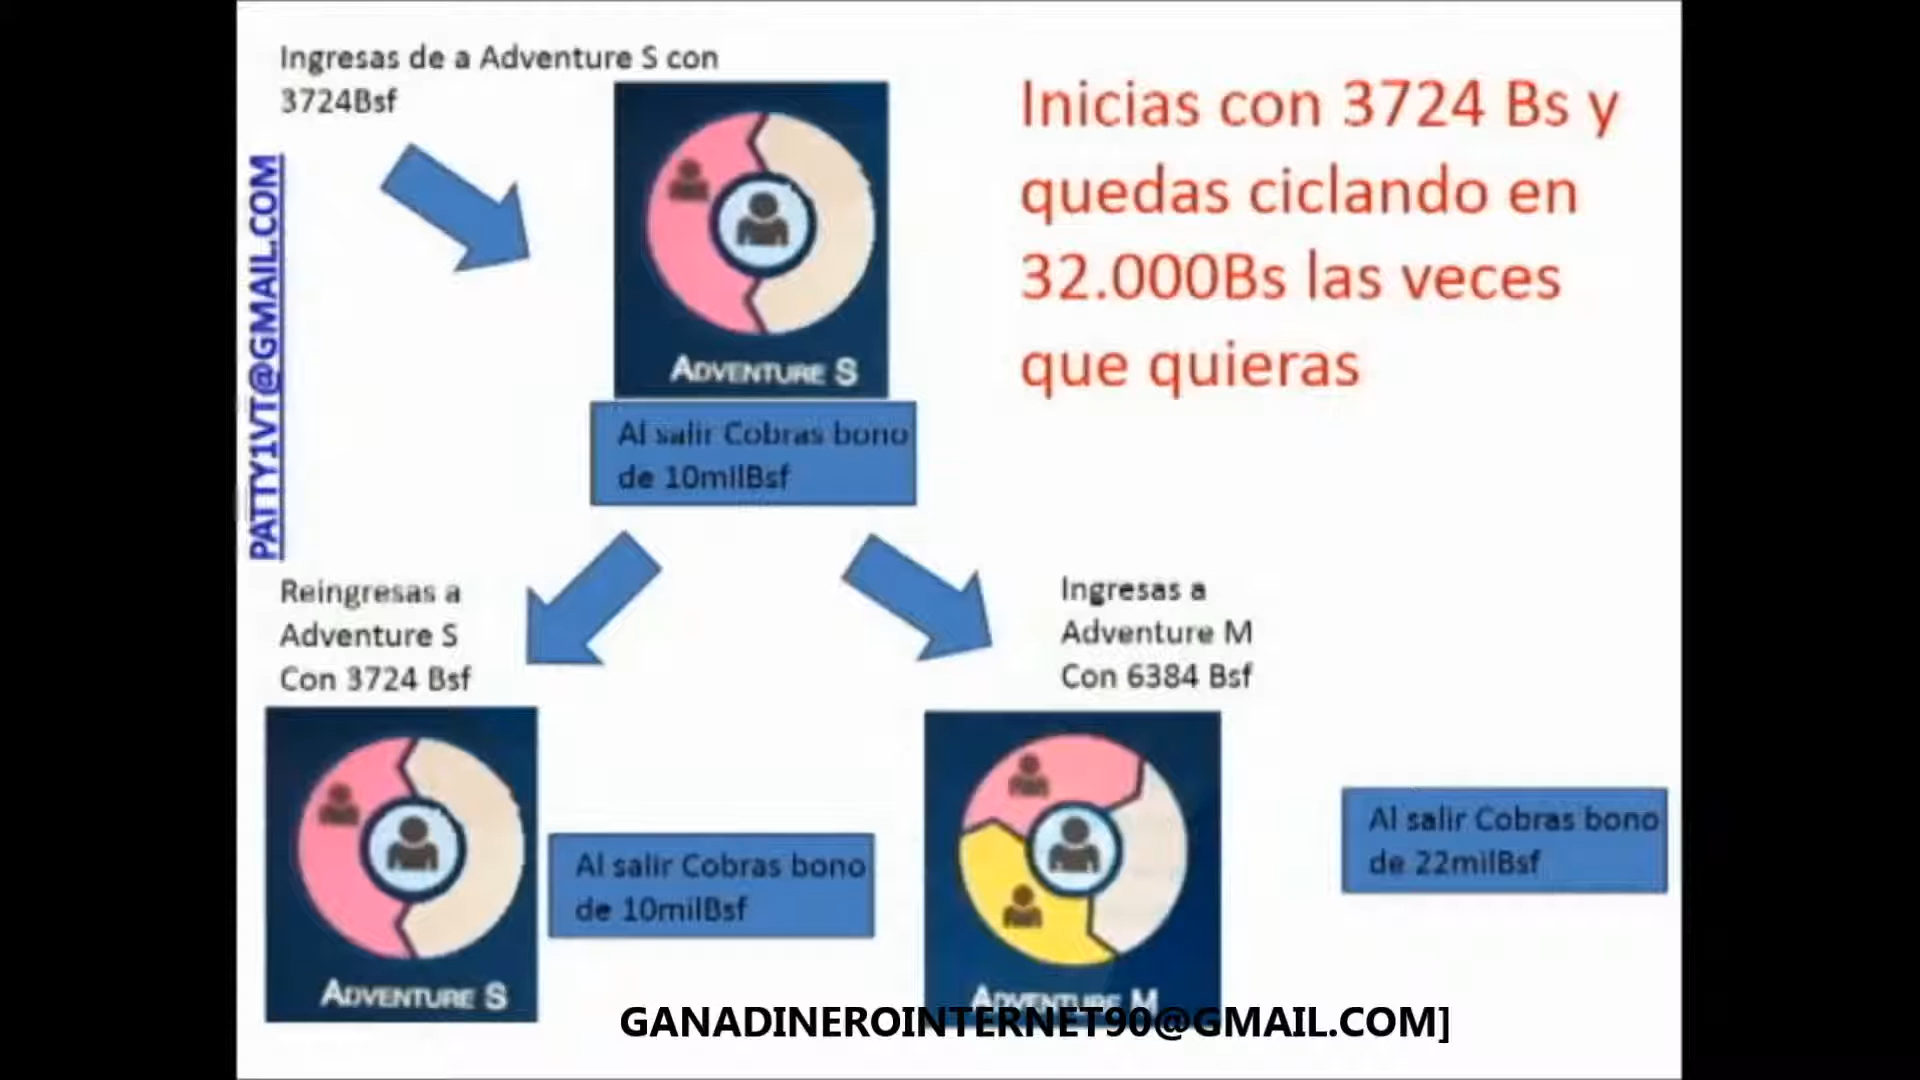 Ingresas de a Adventure S con
3724Bsf
Inicias con 3724 Bs y
quedas ciclando en
32.000Bs las veces
que quieras
PATTY1VT@GMAIL.COM
ADVENTURE S
Al salir Cobras bono
de 10milBsf
Reingresas a
Adventure S
Con 3724 Bsf
Ingresas a
Adventure M
Con 6384 Bsf
Al salir Cobras bono
de 10milBsf
Al salir Cobras bono
de 22milBsf
ADVENTURE S
ADVENTURE M
GANADINEROINTERNET90@GMAIL.COM]